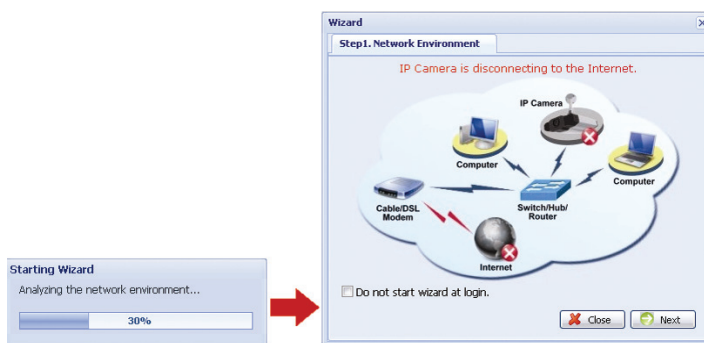 Wizard
Step1. Network Environment
IP Camera is disconnecting to the Internet.
IP Camera
Computer
Computer
Cable/DSL
Modem
Switch/Hub/
Router
Internet
Do not start wizard at login.
Close
Next
Starting Wizard
Analyzing the network environment...
30%